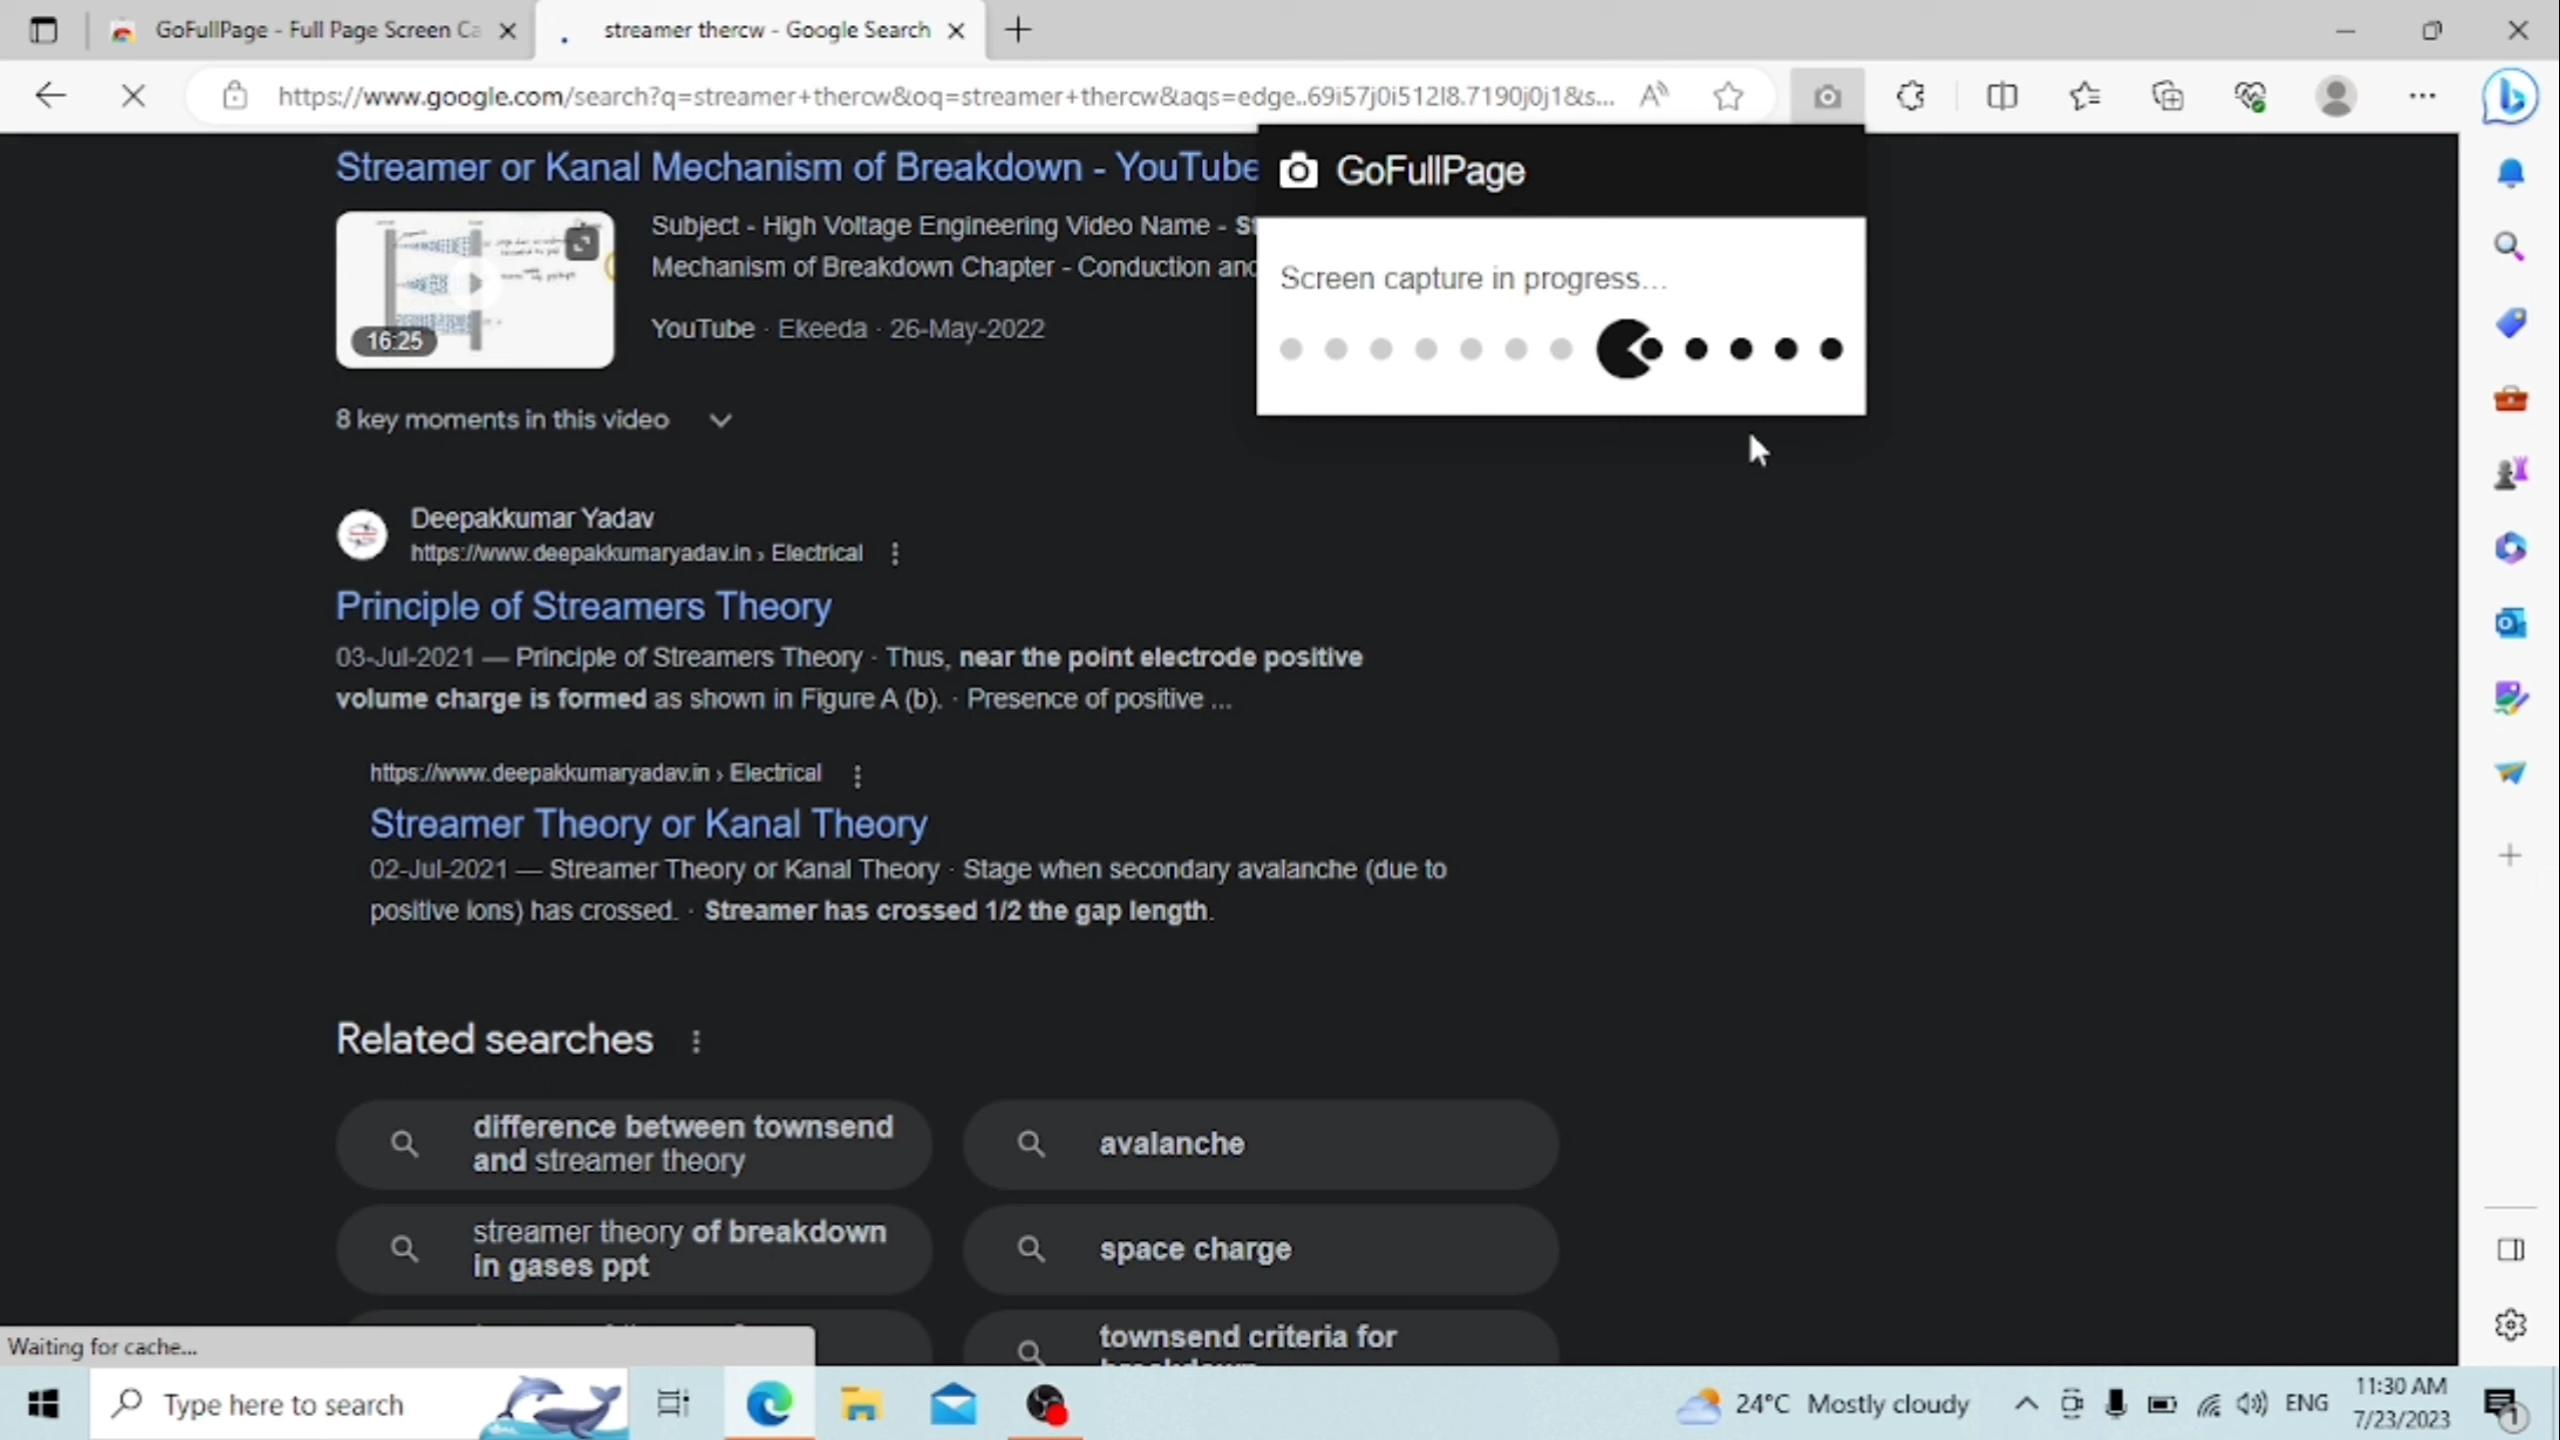 GoFullPage - Full Page Screen Ca
streamer thercw - Google Search
https://www.google.com/search?q=streamer+thercw&oq=streamer+thercw&aqs=edge..69i57j0i512l8.7190j0j1&s...
Streamer or Kanal Mechanism of Breakdown - YouTube
GoFullPage
Subject - High Voltage Engineering Video Name - St
Mechanism of Breakdown Chapter - Conduction and
Screen capture in progress...
YouTube · Ekeeda · 26-May-2022
16:25
8 key moments in this video
Deepakkumar Yadav
https://www.deepakkumaryadav.in › Electrical
Principle of Streamers Theory
03-Jul-2021 — Principle of Streamers Theory · Thus, near the point electrode positive
volume charge is formed as shown in Figure A (b). · Presence of positive ...
https://www.deepakkumaryadav.in › Electrical
Streamer Theory or Kanal Theory
02-Jul-2021 — Streamer Theory or Kanal Theory · Stage when secondary avalanche (due to
positive ions) has crossed. · Streamer has crossed 1/2 the gap length.
Related searches
difference between townsend
and streamer theory
avalanche
streamer theory of breakdown
in gases ppt
space charge
townsend criteria for
Waiting for cache...
Type here to search
24°C Mostly cloudy
ENG
11:30 AM
7/23/2023
1